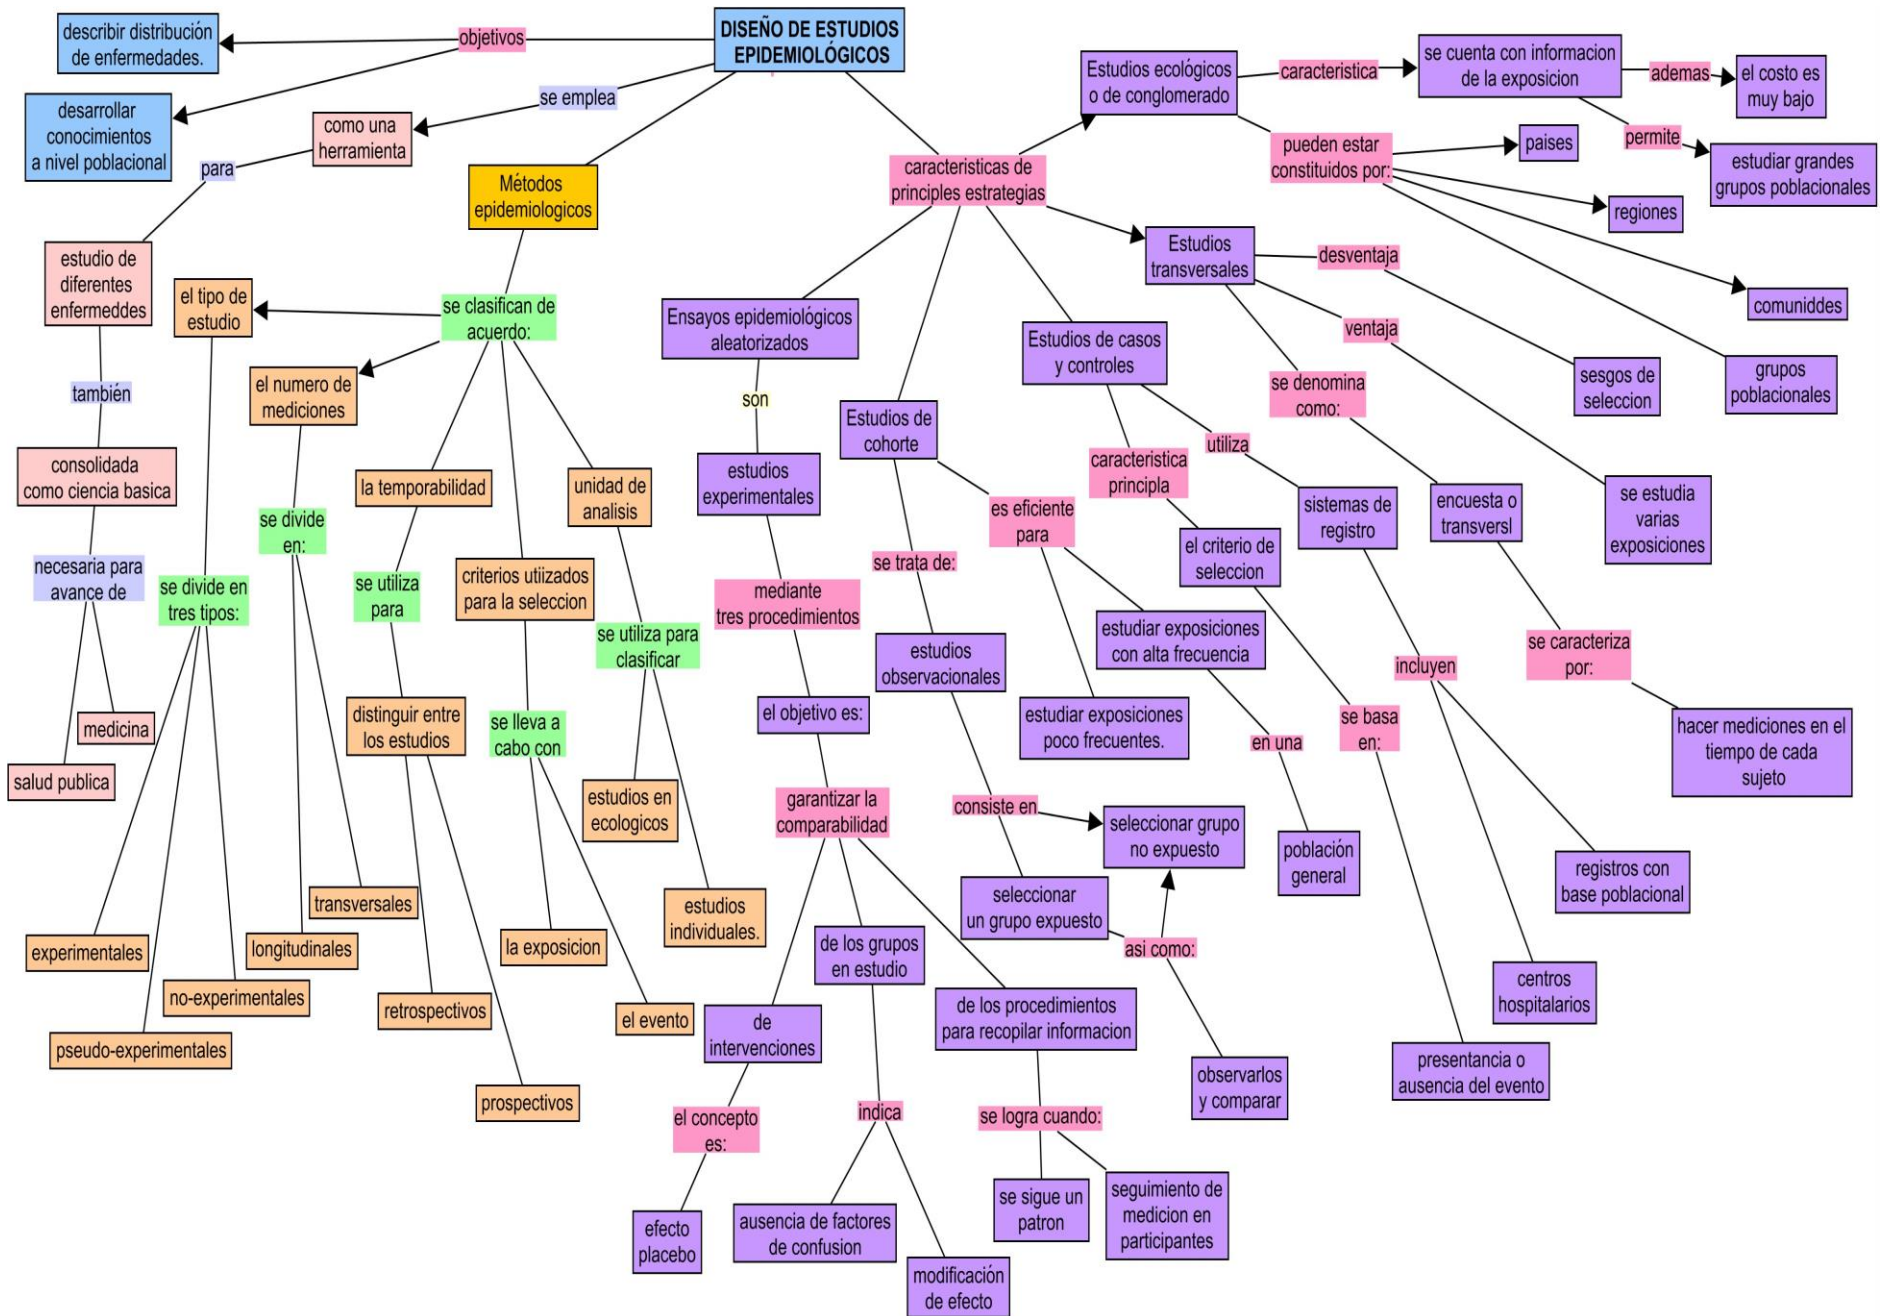 DISEÑO DE ESTUDIOS
EPIDEMIOLÓGICOS
objetivos
describir distribución
de enfermedades.
desarrollar
conocimientos
a nivel poblacional
se emplea
como una
herramienta
para
estudio de
diferentes
enfermeddes
también
consolidada
como ciencia basica
necesaria para
avance de
medicina
salud publica
Métodos
epidemiologicos
se clasifican de
acuerdo:
el tipo de
estudio
se divide en
tres tipos:
experimentales
pseudo-experimentales
no-experimentales
el numero de
mediciones
se divide
en:
longitudinales
transversales
la temporabilidad
se utiliza
para
distinguir entre
los estudios
retrospectivos
prospectivos
criterios utiizados
para la seleccion
se lleva a
cabo con
la exposicion
el evento
unidad de
analisis
se utiliza para
clasificar
estudios en
ecologicos
estudios
individuales.
caracteristicas de
principles estrategias
Ensayos epidemiológicos
aleatorizados
son
estudios
experimentales
mediante
tres procedimientos
el objetivo es:
garantizar la
comparabilidad
de
intervenciones
el concepto
es:
efecto
placebo
de los grupos
en estudio
indica
ausencia de factores
de confusion
modificación
de efecto
de los procedimientos
para recopilar informacion
se logra cuando:
se sigue un
patron
seguimiento de
medicion en
participantes
Estudios de
cohorte
se trata de:
estudios
observacionales
consiste en
seleccionar
un grupo expuesto
seleccionar grupo
no expuesto
asi como:
observarlos
y comparar
es eficiente
para
estudiar exposiciones
poco frecuentes.
estudiar exposiciones
con alta frecuencia
en una
población
general
Estudios de casos
y controles
caracteristica
principla
el criterio de
seleccion
se basa
en:
presentancia o
ausencia del evento
utiliza
sistemas de
registro
incluyen
centros
hospitalarios
registros con
base poblacional
Estudios
transversales
desventaja
sesgos de
seleccion
ventaja
se estudia
varias
exposiciones
se denomina
como:
encuesta o
transversl
se caracteriza
por:
hacer mediciones en el
tiempo de cada
sujeto
Estudios ecológicos
o de conglomerado
caracteristica
se cuenta con informacion
de la exposicion
ademas
el costo es
muy bajo
permite
estudiar grandes
grupos poblacionales
pueden estar
constituidos por:
paises
regiones
comuniddes
grupos
poblacionales